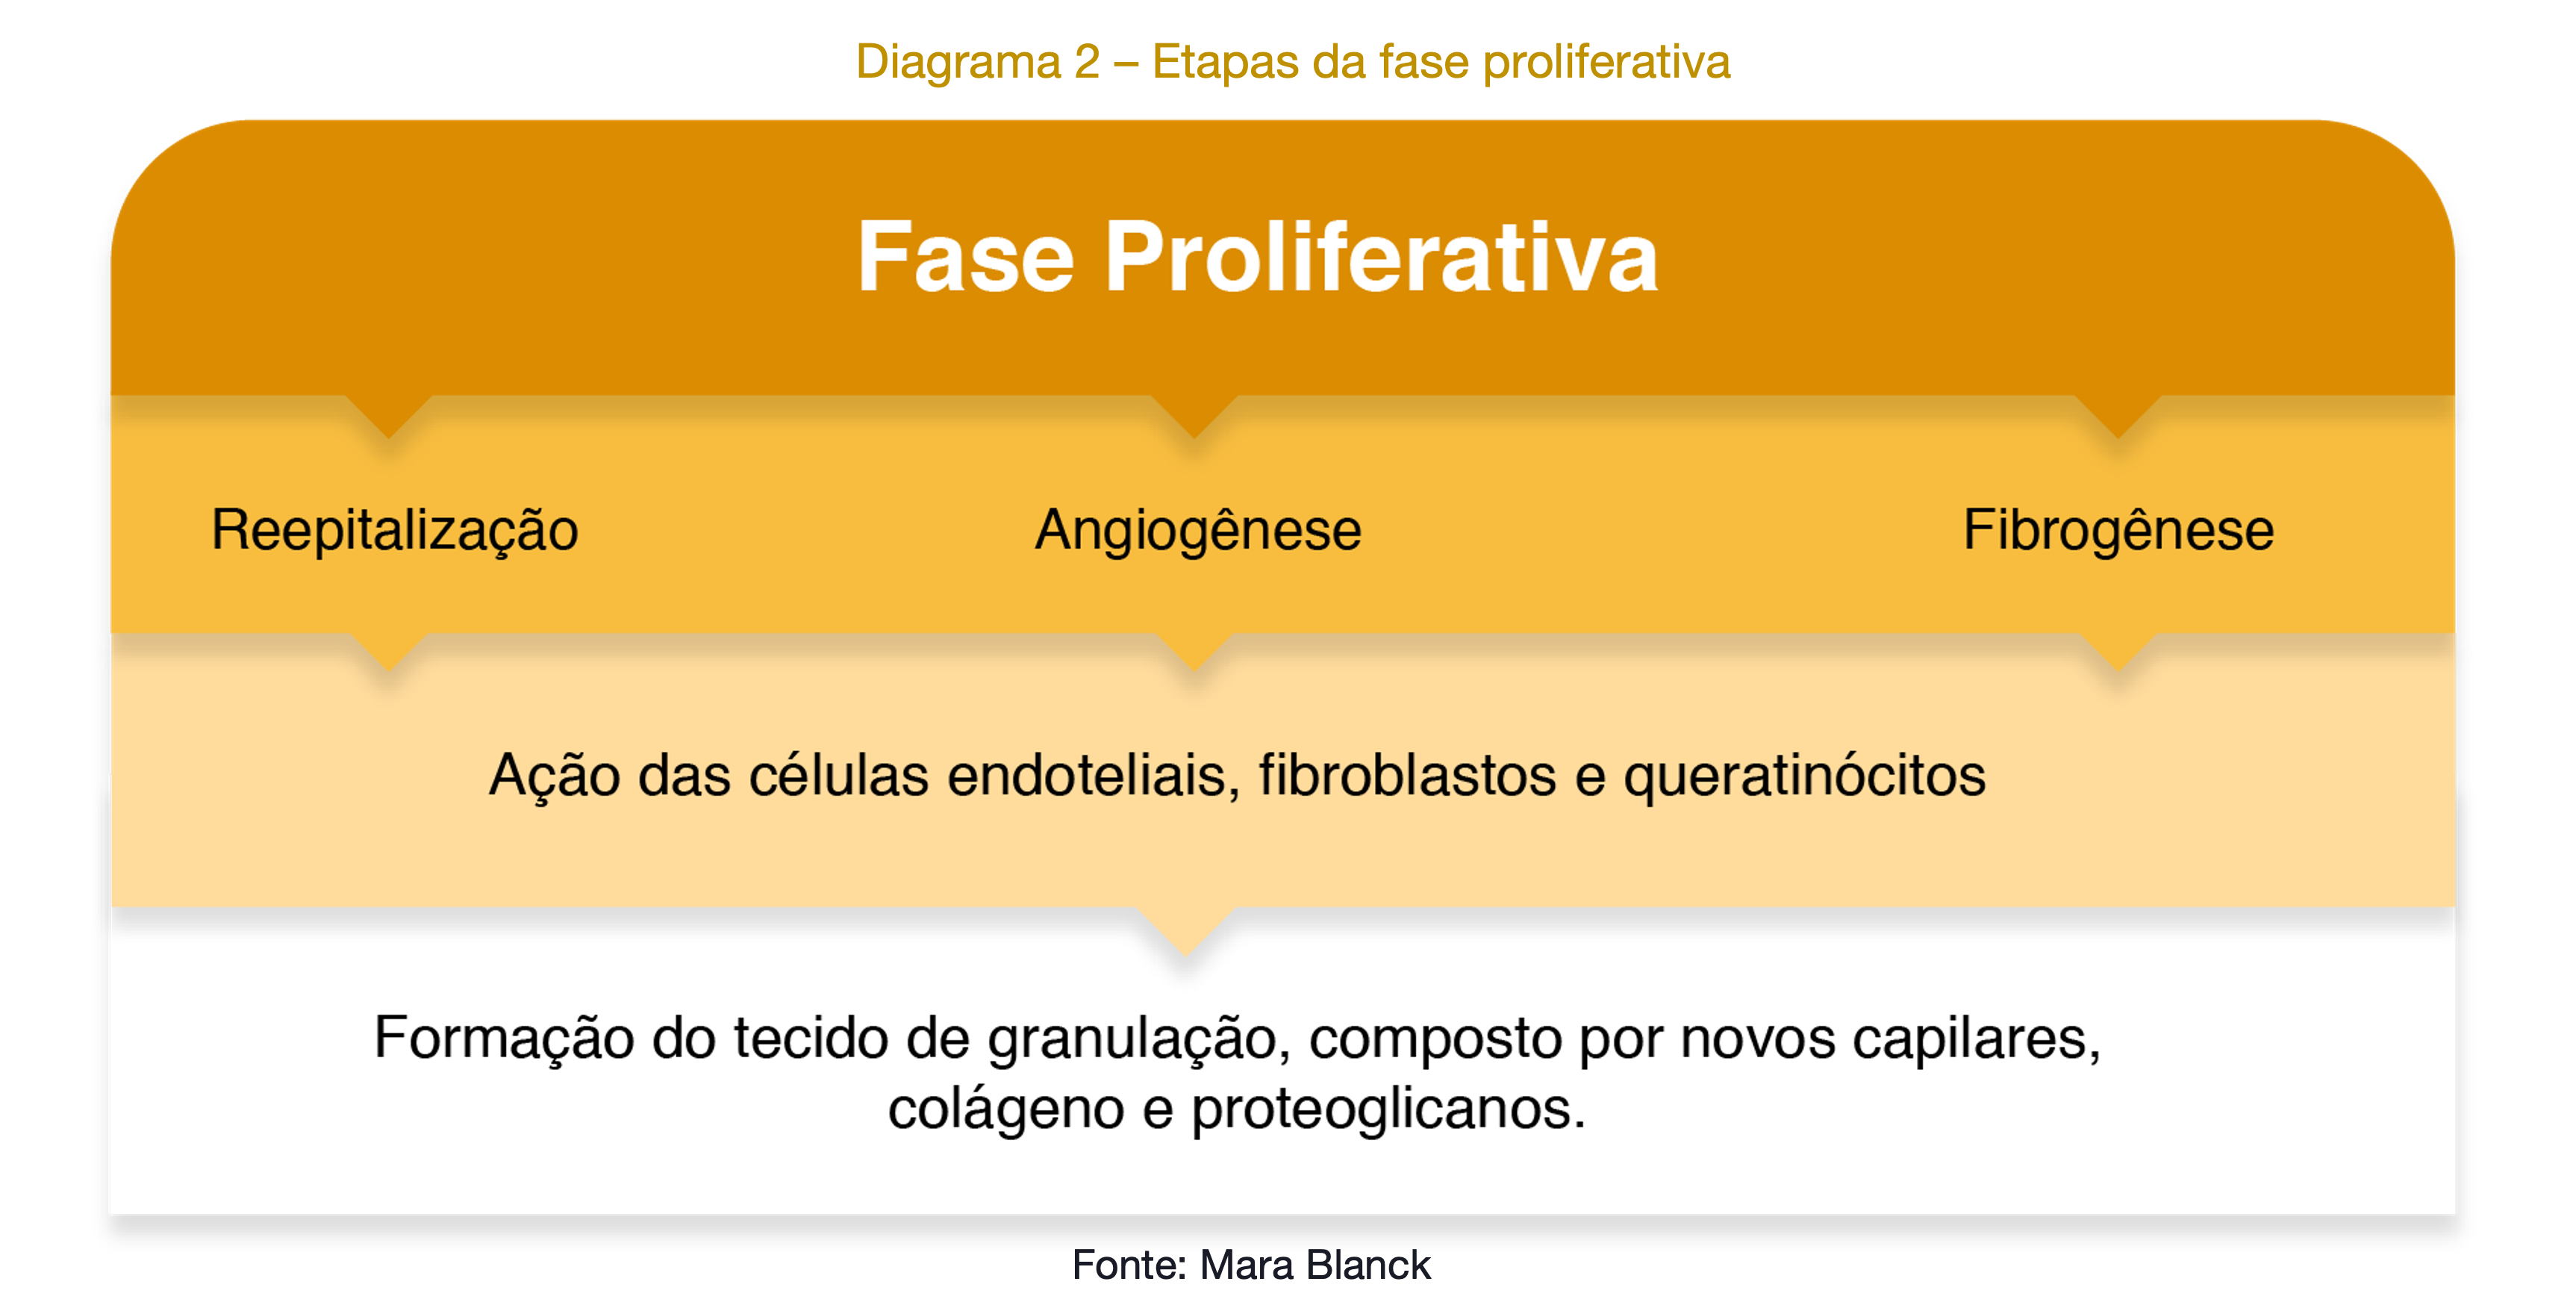 Diagrama 2 – Etapas da fase proliferativa
Fase Proliferativa
Reepitalização
Angiogênese
Fibrogênese
Ação das células endoteliais, fibroblastos e queratinócitos
Formação do tecido de granulação, composto por novos capilares,
colágeno e proteoglicanos.
Fonte: Mara Blanck